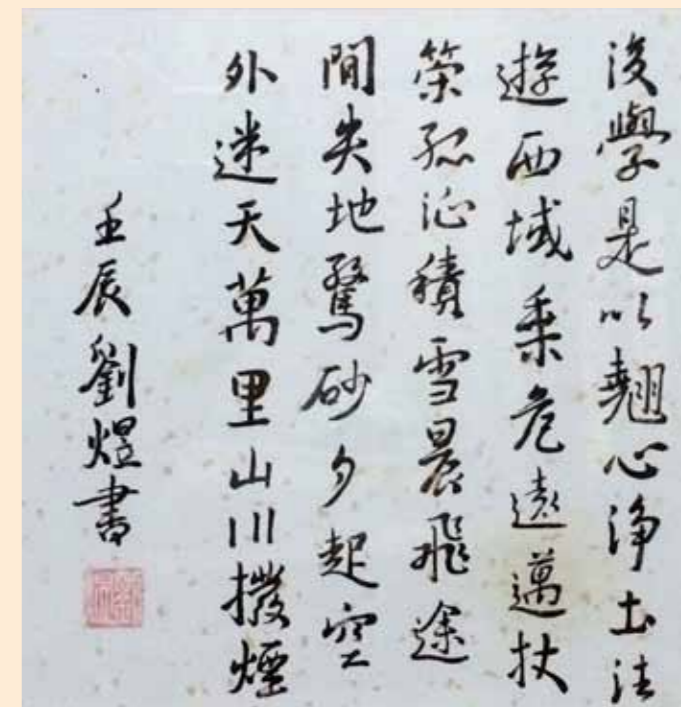 後學是以翹心淨土法
遊西域乗危遠邁杖
策孤征積雪晨飛途
間失地驚砂夕起空
外迷天萬里山川撥煙
壬辰劉煜書